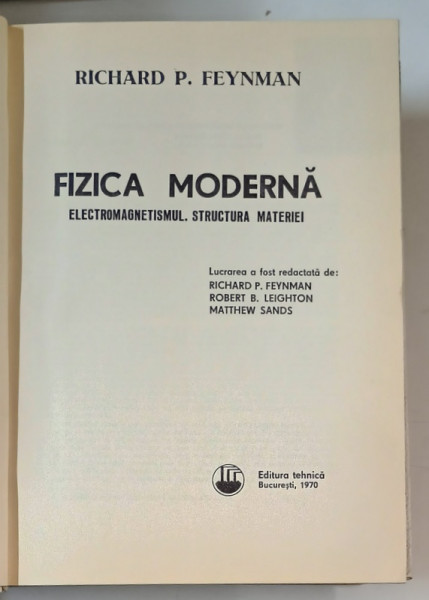 RICHARD P. FEYNMAN
FIZICA MODERNĂ
ELECTROMAGNETISMUL. STRUCTURA MATERIEI
Lucrarea a fost redactată de:
RICHARD P. FEYNMAN
ROBERT B. LEIGHTON
MATTHEW SANDS
Editura tehnică
București, 1970